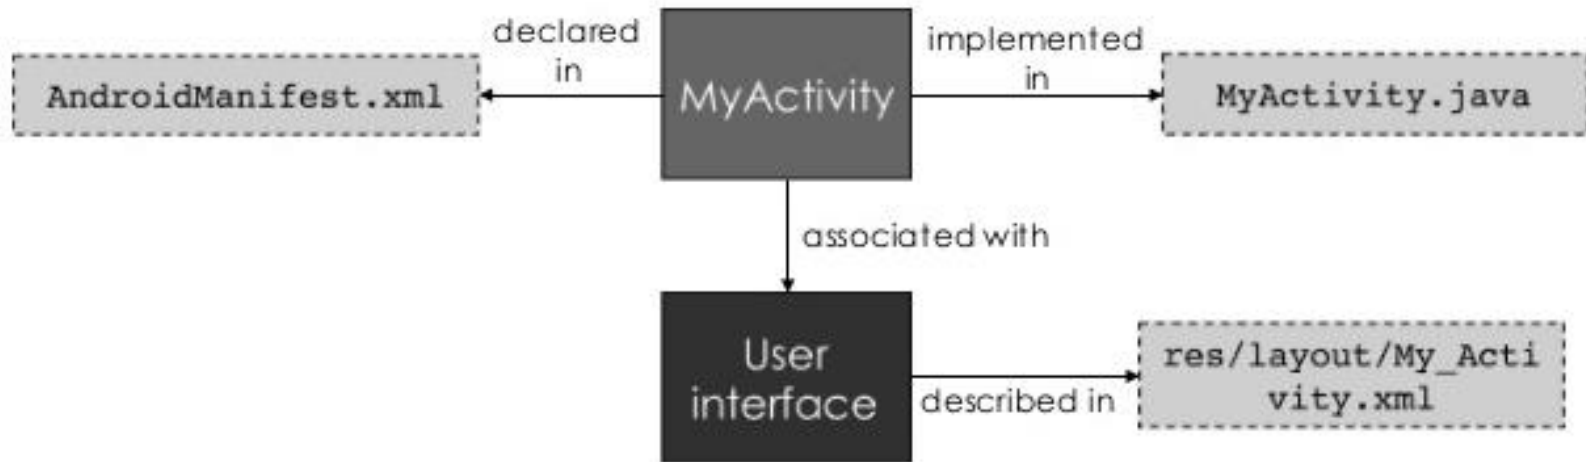 declared
in
AndroidManifest.xml
MyActivity
implemented
in
MyActivity.java
associated with
User
interface
described in
res/layout/My_Acti
vity.xml